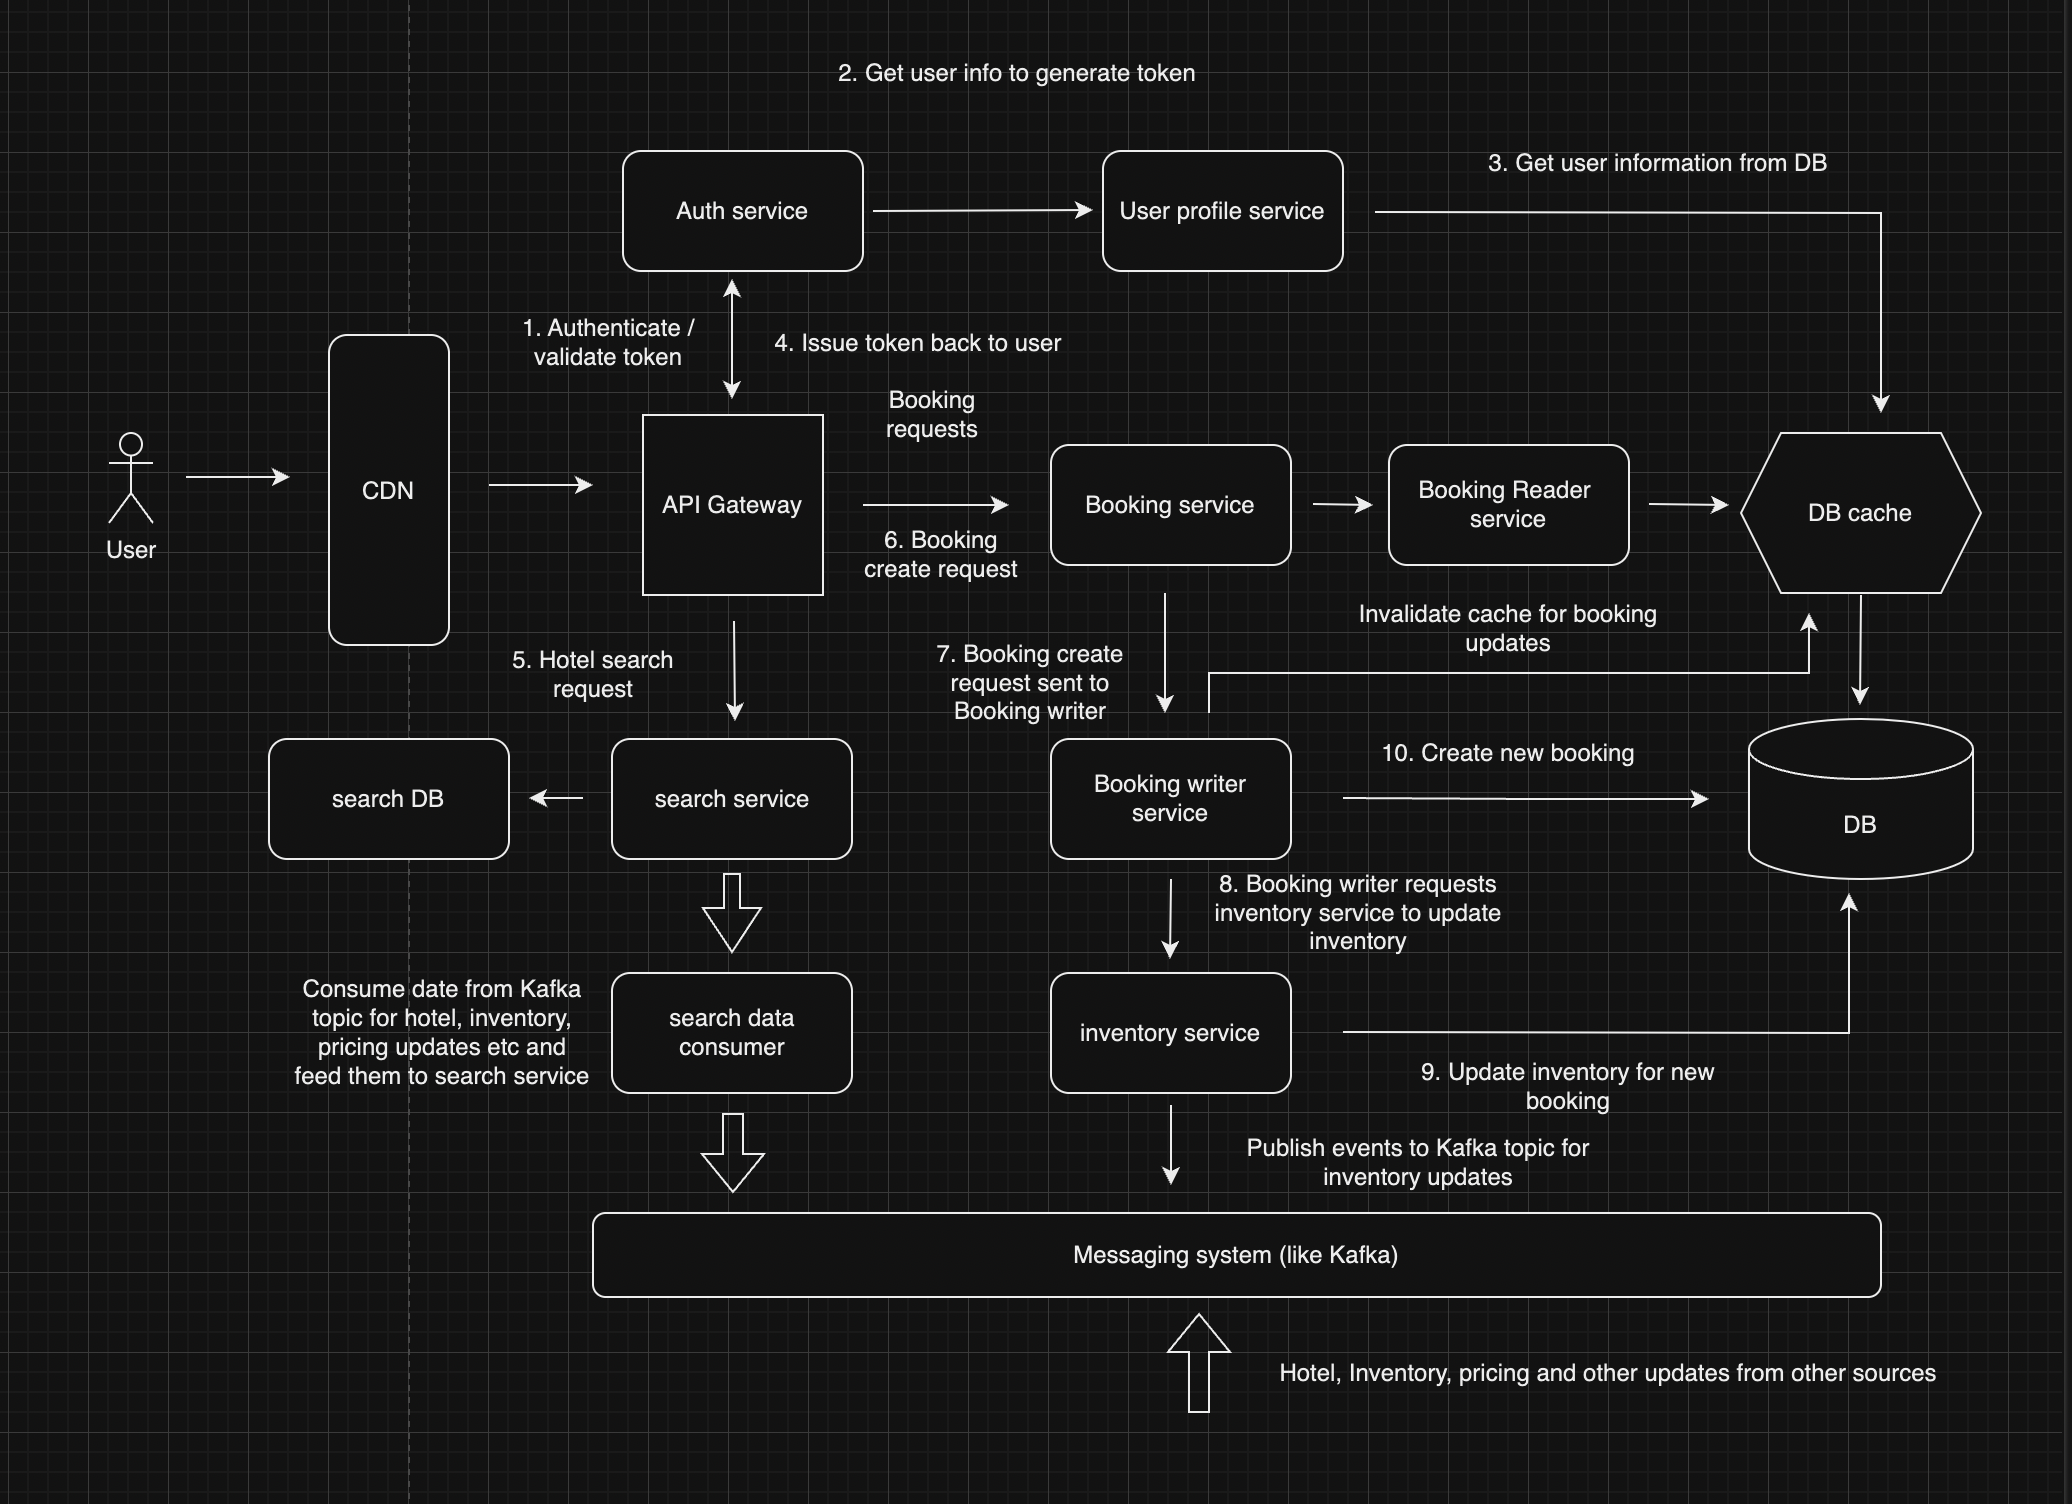 2. Get user info to generate token
Auth service
User profile service
3. Get user information from DB
1. Authenticate /
validate token
4. Issue token back to user
User
CDN
API Gateway
Booking
requests
6. Booking
create request
Booking service
Booking Reader
service
DB cache
5. Hotel search
request
7. Booking create
request sent to
Booking writer
Invalidate cache for booking
updates
search DB
search service
Booking writer
service
10. Create new booking
DB
8. Booking writer requests
inventory service to update
inventory
Consume date from Kafka
topic for hotel, inventory,
pricing updates etc and
feed them to search service
search data
consumer
inventory service
9. Update inventory for new
booking
Publish events to Kafka topic for
inventory updates
Messaging system (like Kafka)
Hotel, Inventory, pricing and other updates from other sources